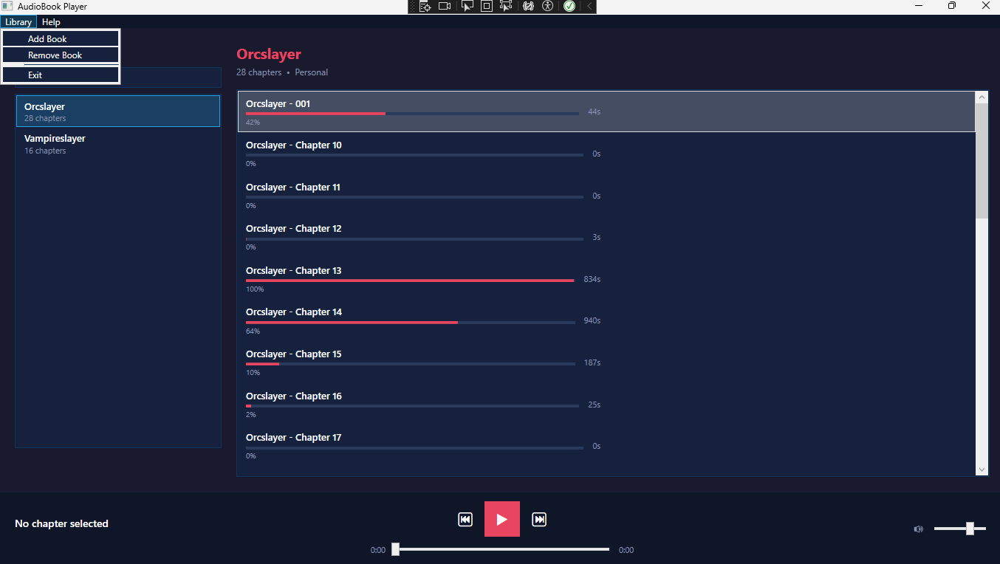 AudioBook Player
Library Help
Add Book
Remove Book
Exit
Orcslayer
28 chapters
Vampireslayer
16 chapters
Orcslayer
28 chapters • Personal
Orcslayer - 001
44s
42%
Orcslayer - Chapter 10
0s
0%
Orcslayer - Chapter 11
0s
0%
Orcslayer - Chapter 12
3s
0%
Orcslayer - Chapter 13
834s
100%
Orcslayer - Chapter 14
940s
64%
Orcslayer - Chapter 15
187s
10%
Orcslayer - Chapter 16
25s
2%
Orcslayer - Chapter 17
0s
0%
No chapter selected
0:00 0:00